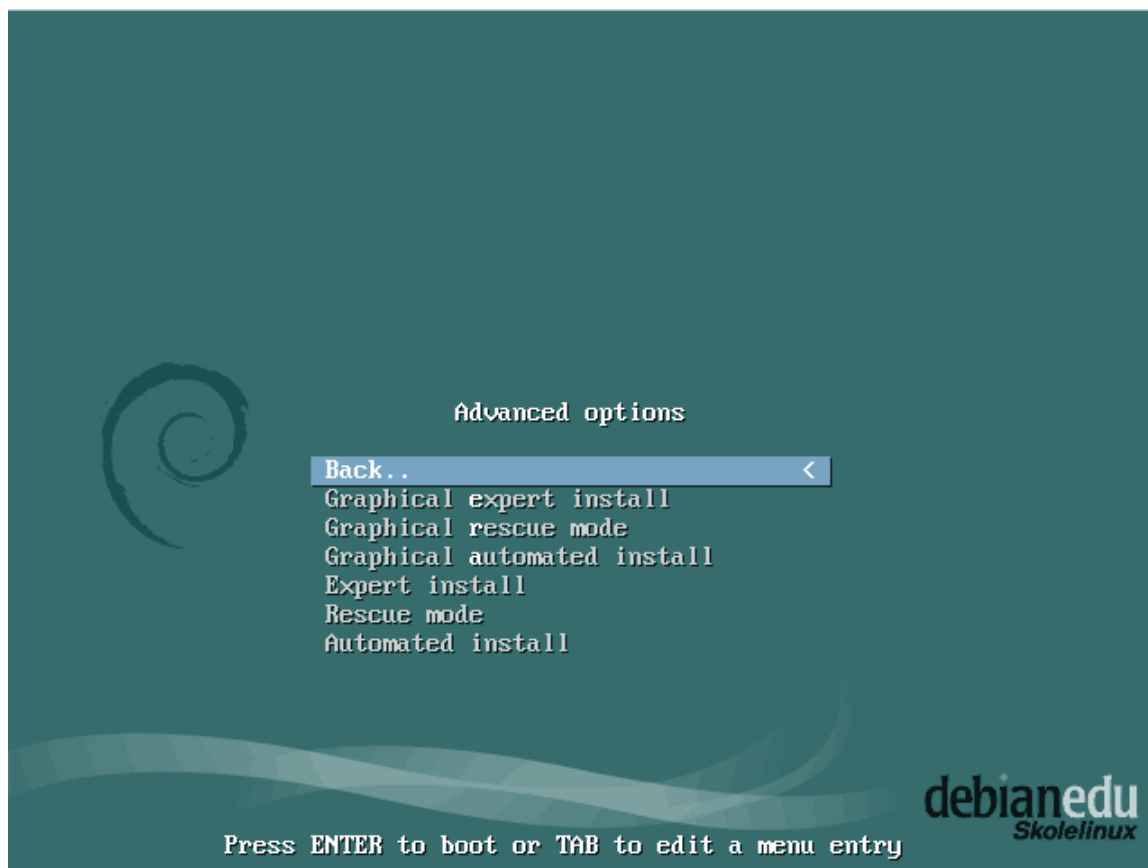 Advanced options
Back.. <
Graphical expert install
Graphical rescue mode
Graphical automated install
Expert install
Rescue mode
Automated install
debianedu
Skolelinux
Press ENTER to boot or TAB to edit a menu entry